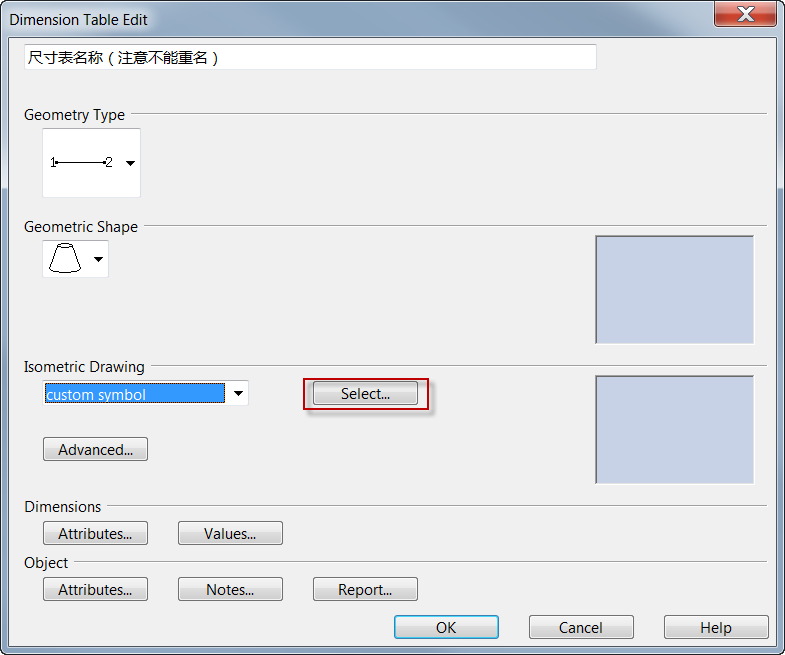 Dimension Table Edit
尺寸表名称（注意不能重名）
Geometry Type
1 2
Geometric Shape
Isometric Drawing
custom symbol
Select...
Advanced...
Dimensions
Attributes... Values...
Object
Attributes... Notes... Report...
OK Cancel Help